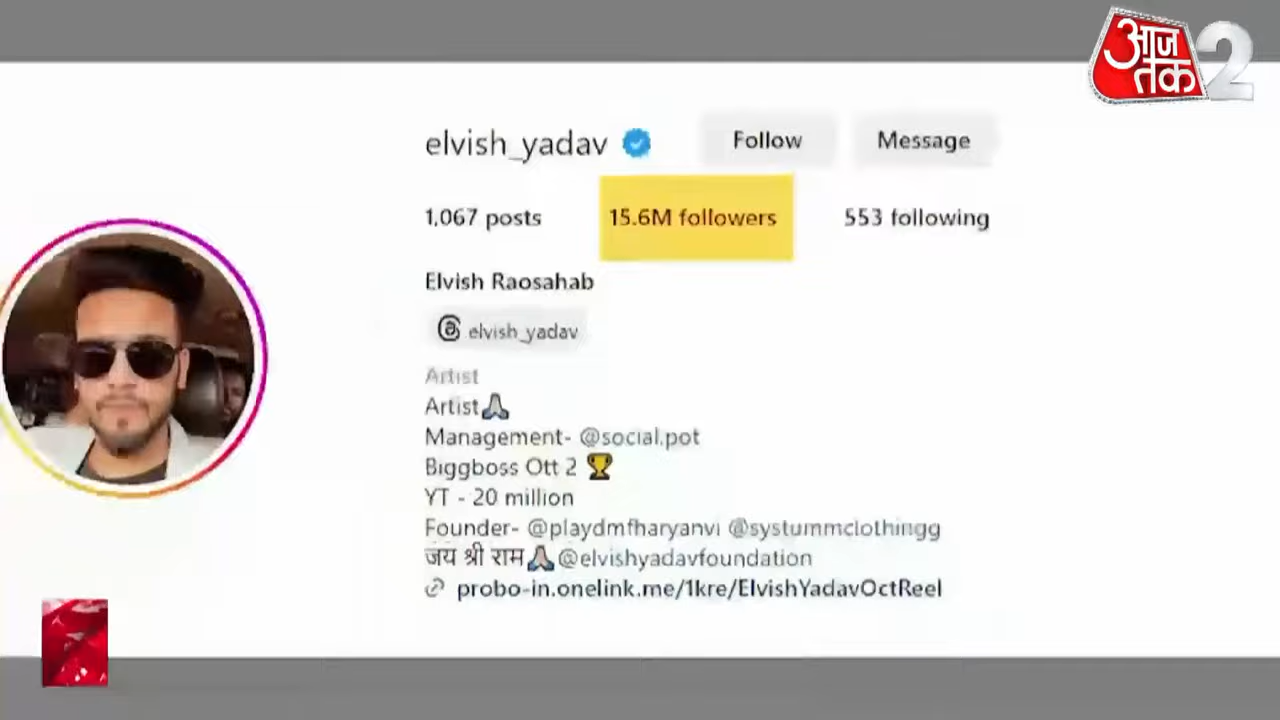 आज तक 2
elvish_yadav Follow Message
1,067 posts 15.6M followers 553 following
Elvish Raosahab
elvish_yadav
Artist
Artist🙏
Management- @social.pot
Biggboss Ott 2 🏆
YT - 20 million
Founder- @playdmfharyanvi @systummclothingg
जय श्री राम🙏@elvishyadavfoundation
probo-in.onelink.me/1kre/ElvishYadavOctReel